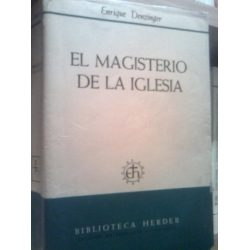 Enrique Denzinger
EL MAGISTERIO
DE LA IGLESIA
BIBLIOTECA HERDER